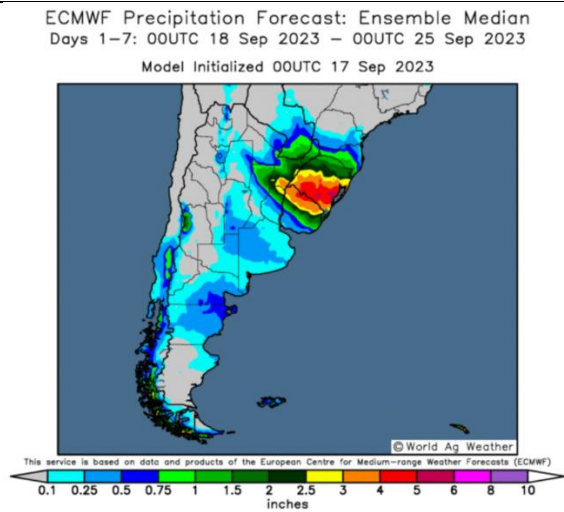 ECMWF Precipitation Forecast: Ensemble Median
Days 1-7: 00UTC 18 Sep 2023 – 00UTC 25 Sep 2023
Model Initialized 00UTC 17 Sep 2023
©World Ag Weather
This service is based on data and products of the European Centre for Medium-range Weather Forecasts (ECMWF)
0.1 0.25 0.5 0.75 1 1.5 2 2.5 3 4 5 6 8 10
inches